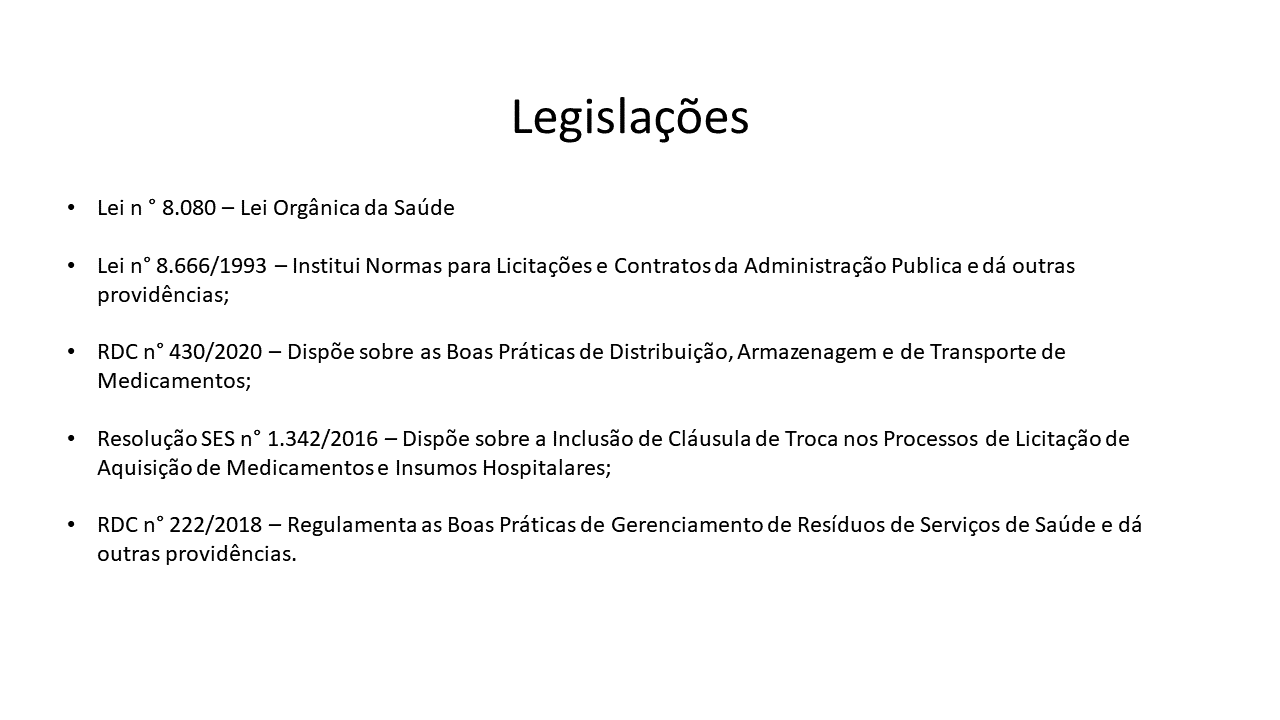 Legislações
• Lei n ° 8.080 – Lei Orgânica da Saúde
• Lei n° 8.666/1993 – Institui Normas para Licitações e Contratos da Administração Publica e dá outras
providências;
• RDC n° 430/2020 – Dispõe sobre as Boas Práticas de Distribuição, Armazenagem e de Transporte de
Medicamentos;
• Resolução SES n° 1.342/2016 – Dispõe sobre a Inclusão de Cláusula de Troca nos Processos de Licitação de
Aquisição de Medicamentos e Insumos Hospitalares;
• RDC n° 222/2018 – Regulamenta as Boas Práticas de Gerenciamento de Resíduos de Serviços de Saúde e dá
outras providências.